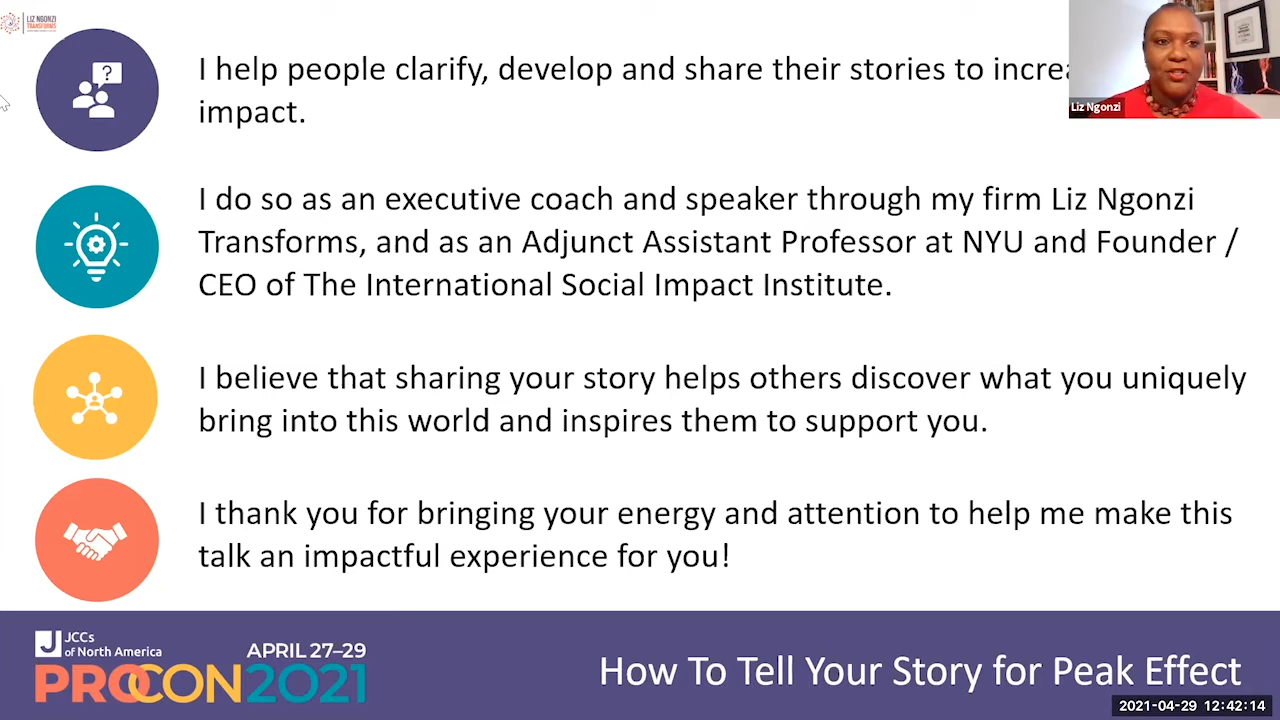 LIZ NGONZI
TRANSFORMS
I help people clarify, develop and share their stories to increa
impact.
Liz Ngonzi
I do so as an executive coach and speaker through my firm Liz Ngonzi
Transforms, and as an Adjunct Assistant Professor at NYU and Founder /
CEO of The International Social Impact Institute.
I believe that sharing your story helps others discover what you uniquely
bring into this world and inspires them to support you.
I thank you for bringing your energy and attention to help me make this
talk an impactful experience for you!
J JCCs
of North America
APRIL 27–29
PROCON2021
How To Tell Your Story for Peak Effect
2021-04-29 12:42:14